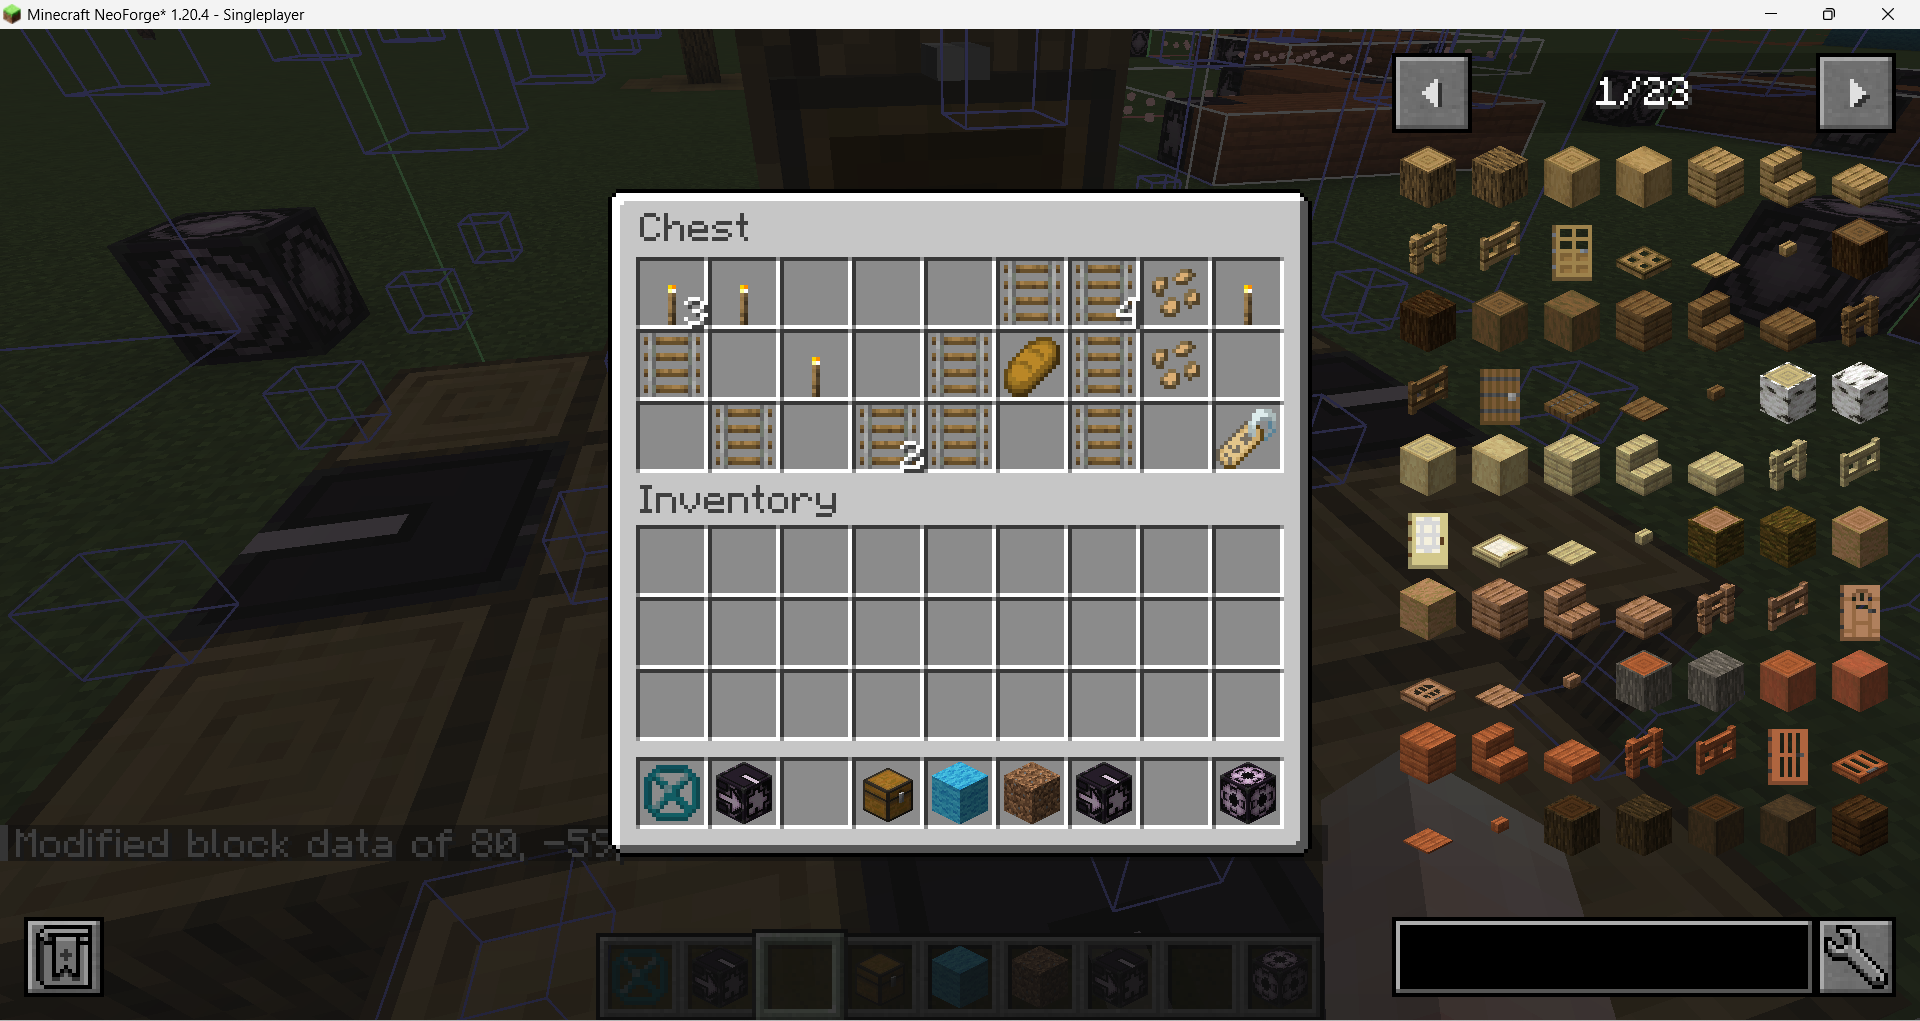 Minecraft NeoForge* 1.20.4 - Singleplayer
1/23
Chest
3
4
2
Inventory
Modified block data of 80, -59,